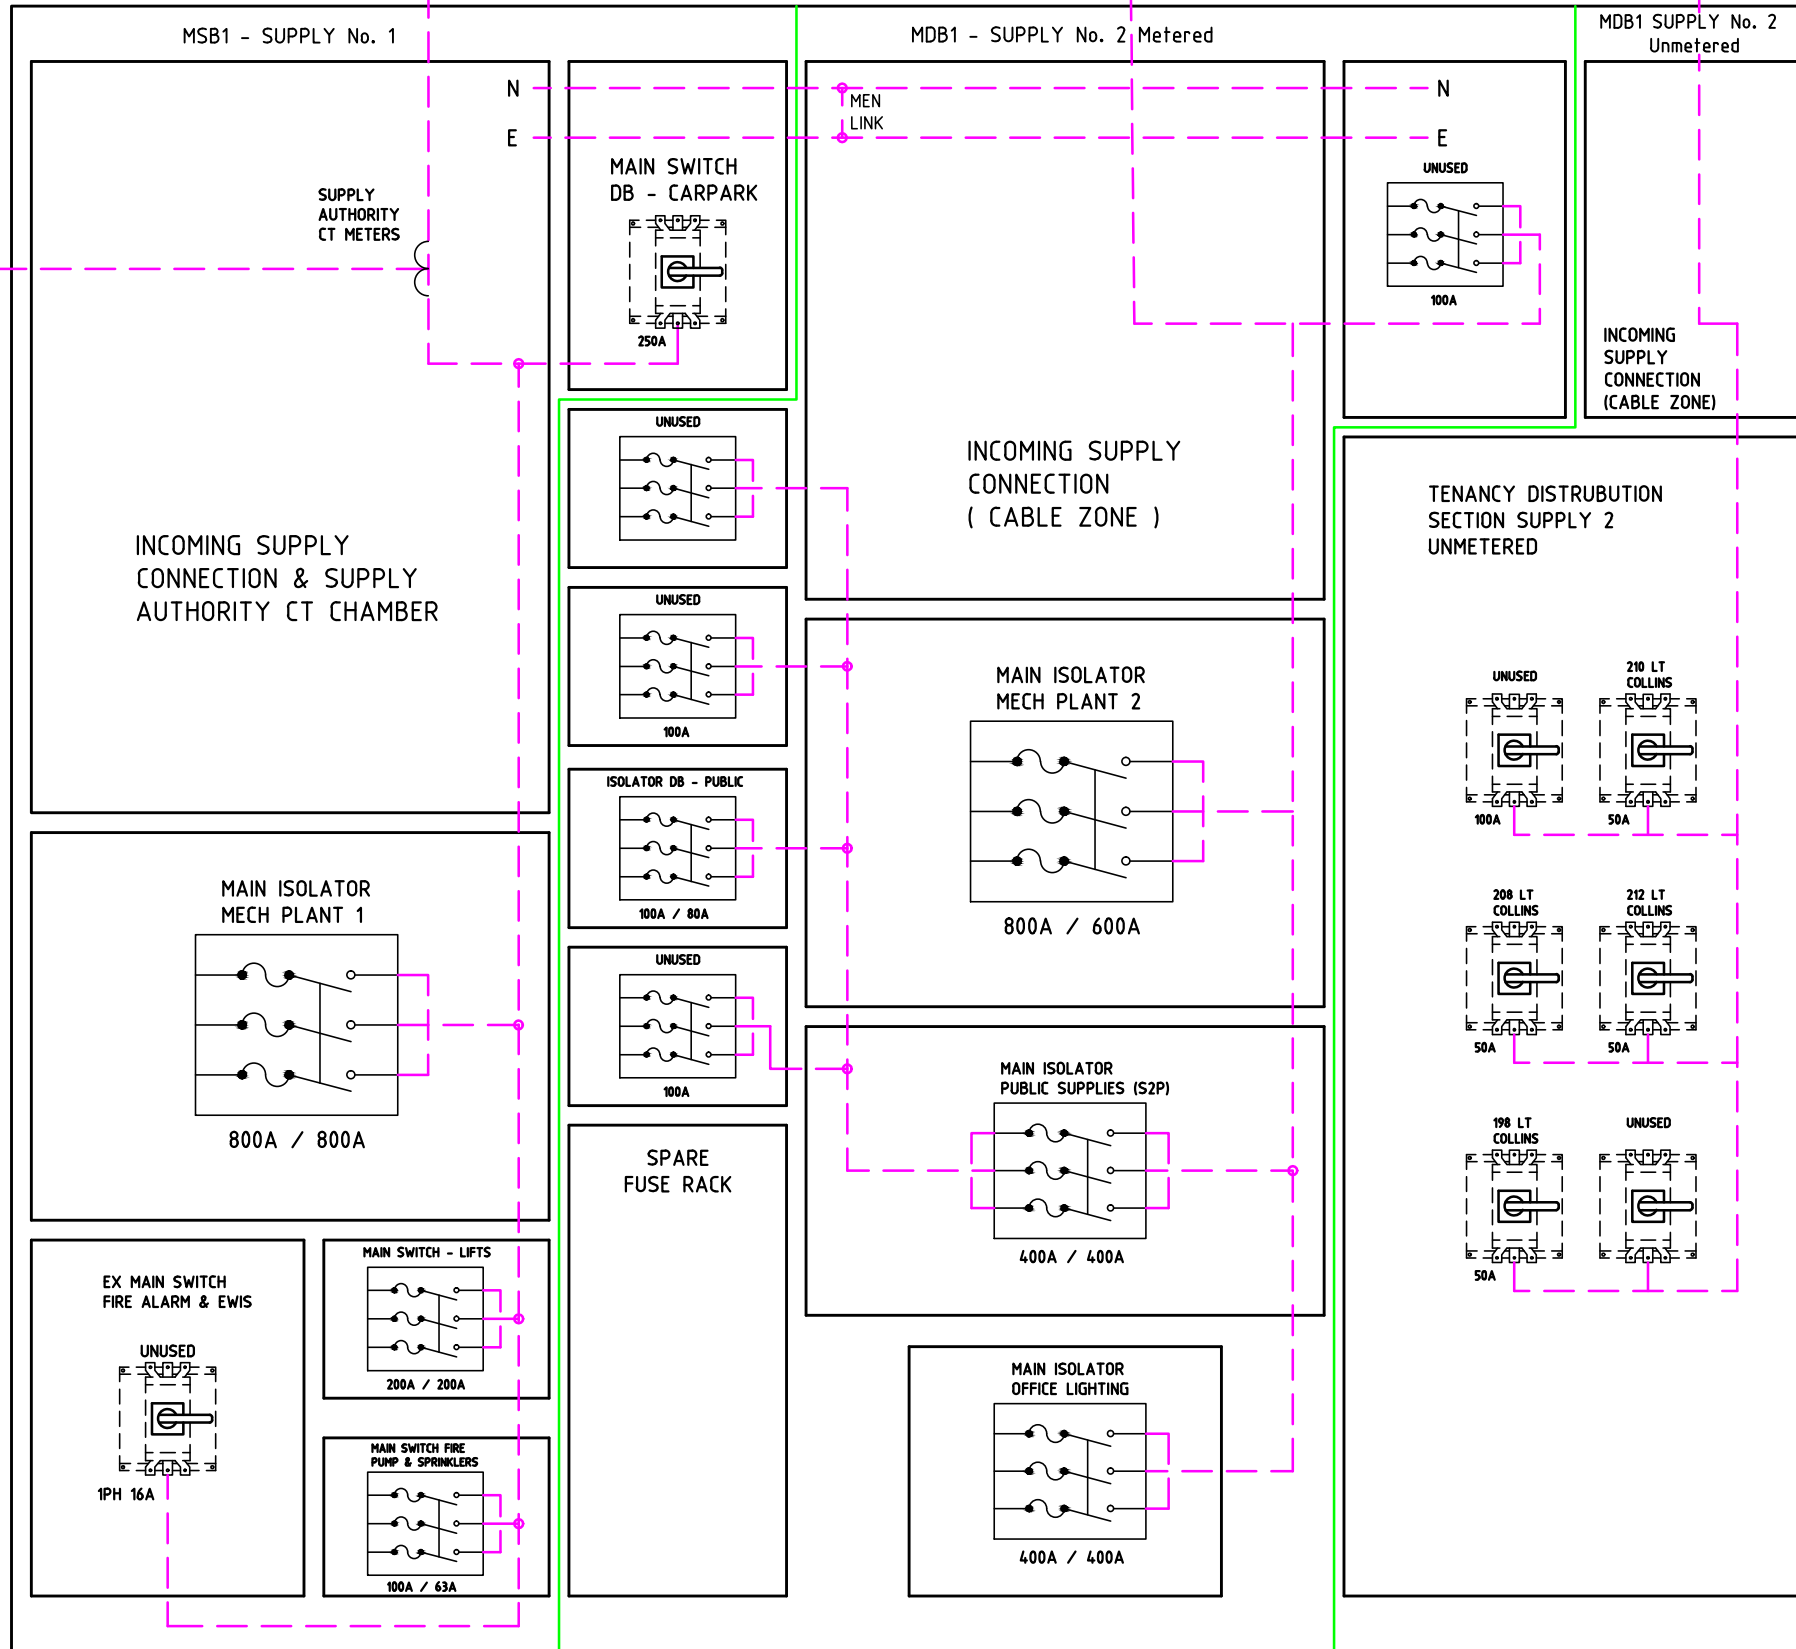 MSB1 - SUPPLY No. 1
MDB1 - SUPPLY No. 2 Metered
MDB1 SUPPLY No. 2
Unmetered
N
E
MEN
LINK
N
E
SUPPLY
AUTHORITY
CT METERS
MAIN SWITCH
DB - CARPARK
250A
UNUSED
100A
INCOMING
SUPPLY
CONNECTION
(CABLE ZONE)
INCOMING SUPPLY
CONNECTION & SUPPLY
AUTHORITY CT CHAMBER
UNUSED
UNUSED
100A
ISOLATOR DB - PUBLIC
100A / 80A
UNUSED
100A
SPARE
FUSE RACK
INCOMING SUPPLY
CONNECTION
( CABLE ZONE )
MAIN ISOLATOR
MECH PLANT 2
800A / 600A
MAIN ISOLATOR
PUBLIC SUPPLIES (S2P)
400A / 400A
MAIN ISOLATOR
OFFICE LIGHTING
400A / 400A
TENANCY DISTRUBUTION
SECTION SUPPLY 2
UNMETERED
UNUSED
100A
210 LT
COLLINS
50A
208 LT
COLLINS
50A
212 LT
COLLINS
50A
198 LT
COLLINS
50A
UNUSED
MAIN ISOLATOR
MECH PLANT 1
800A / 800A
EX MAIN SWITCH
FIRE ALARM & EWIS
UNUSED
1PH 16A
MAIN SWITCH - LIFTS
200A / 200A
MAIN SWITCH FIRE
PUMP & SPRINKLERS
100A / 63A